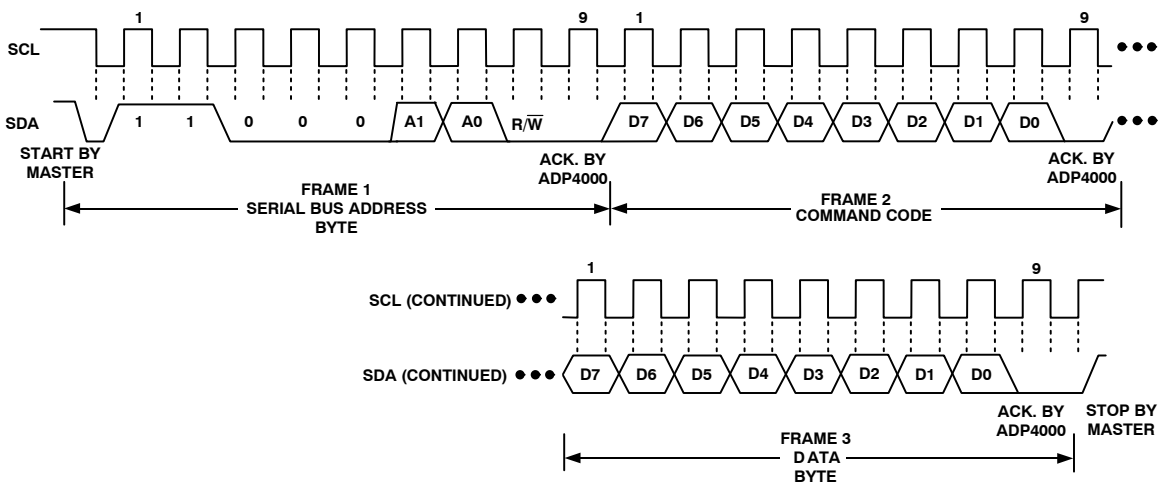 1 9 1 9
SCL
SDA 1 1 0 0 0 A1 A0 R/W̅ D7 D6 D5 D4 D3 D2 D1 D0
START BY
MASTER
ACK. BY
ADP4000
ACK. BY
ADP4000
FRAME 1
SERIAL BUS ADDRESS
BYTE
FRAME 2
COMMAND CODE
1 9
SCL (CONTINUED)
SDA (CONTINUED) D7 D6 D5 D4 D3 D2 D1 D0
ACK. BY
ADP4000
STOP BY
MASTER
FRAME 3
DATA
BYTE